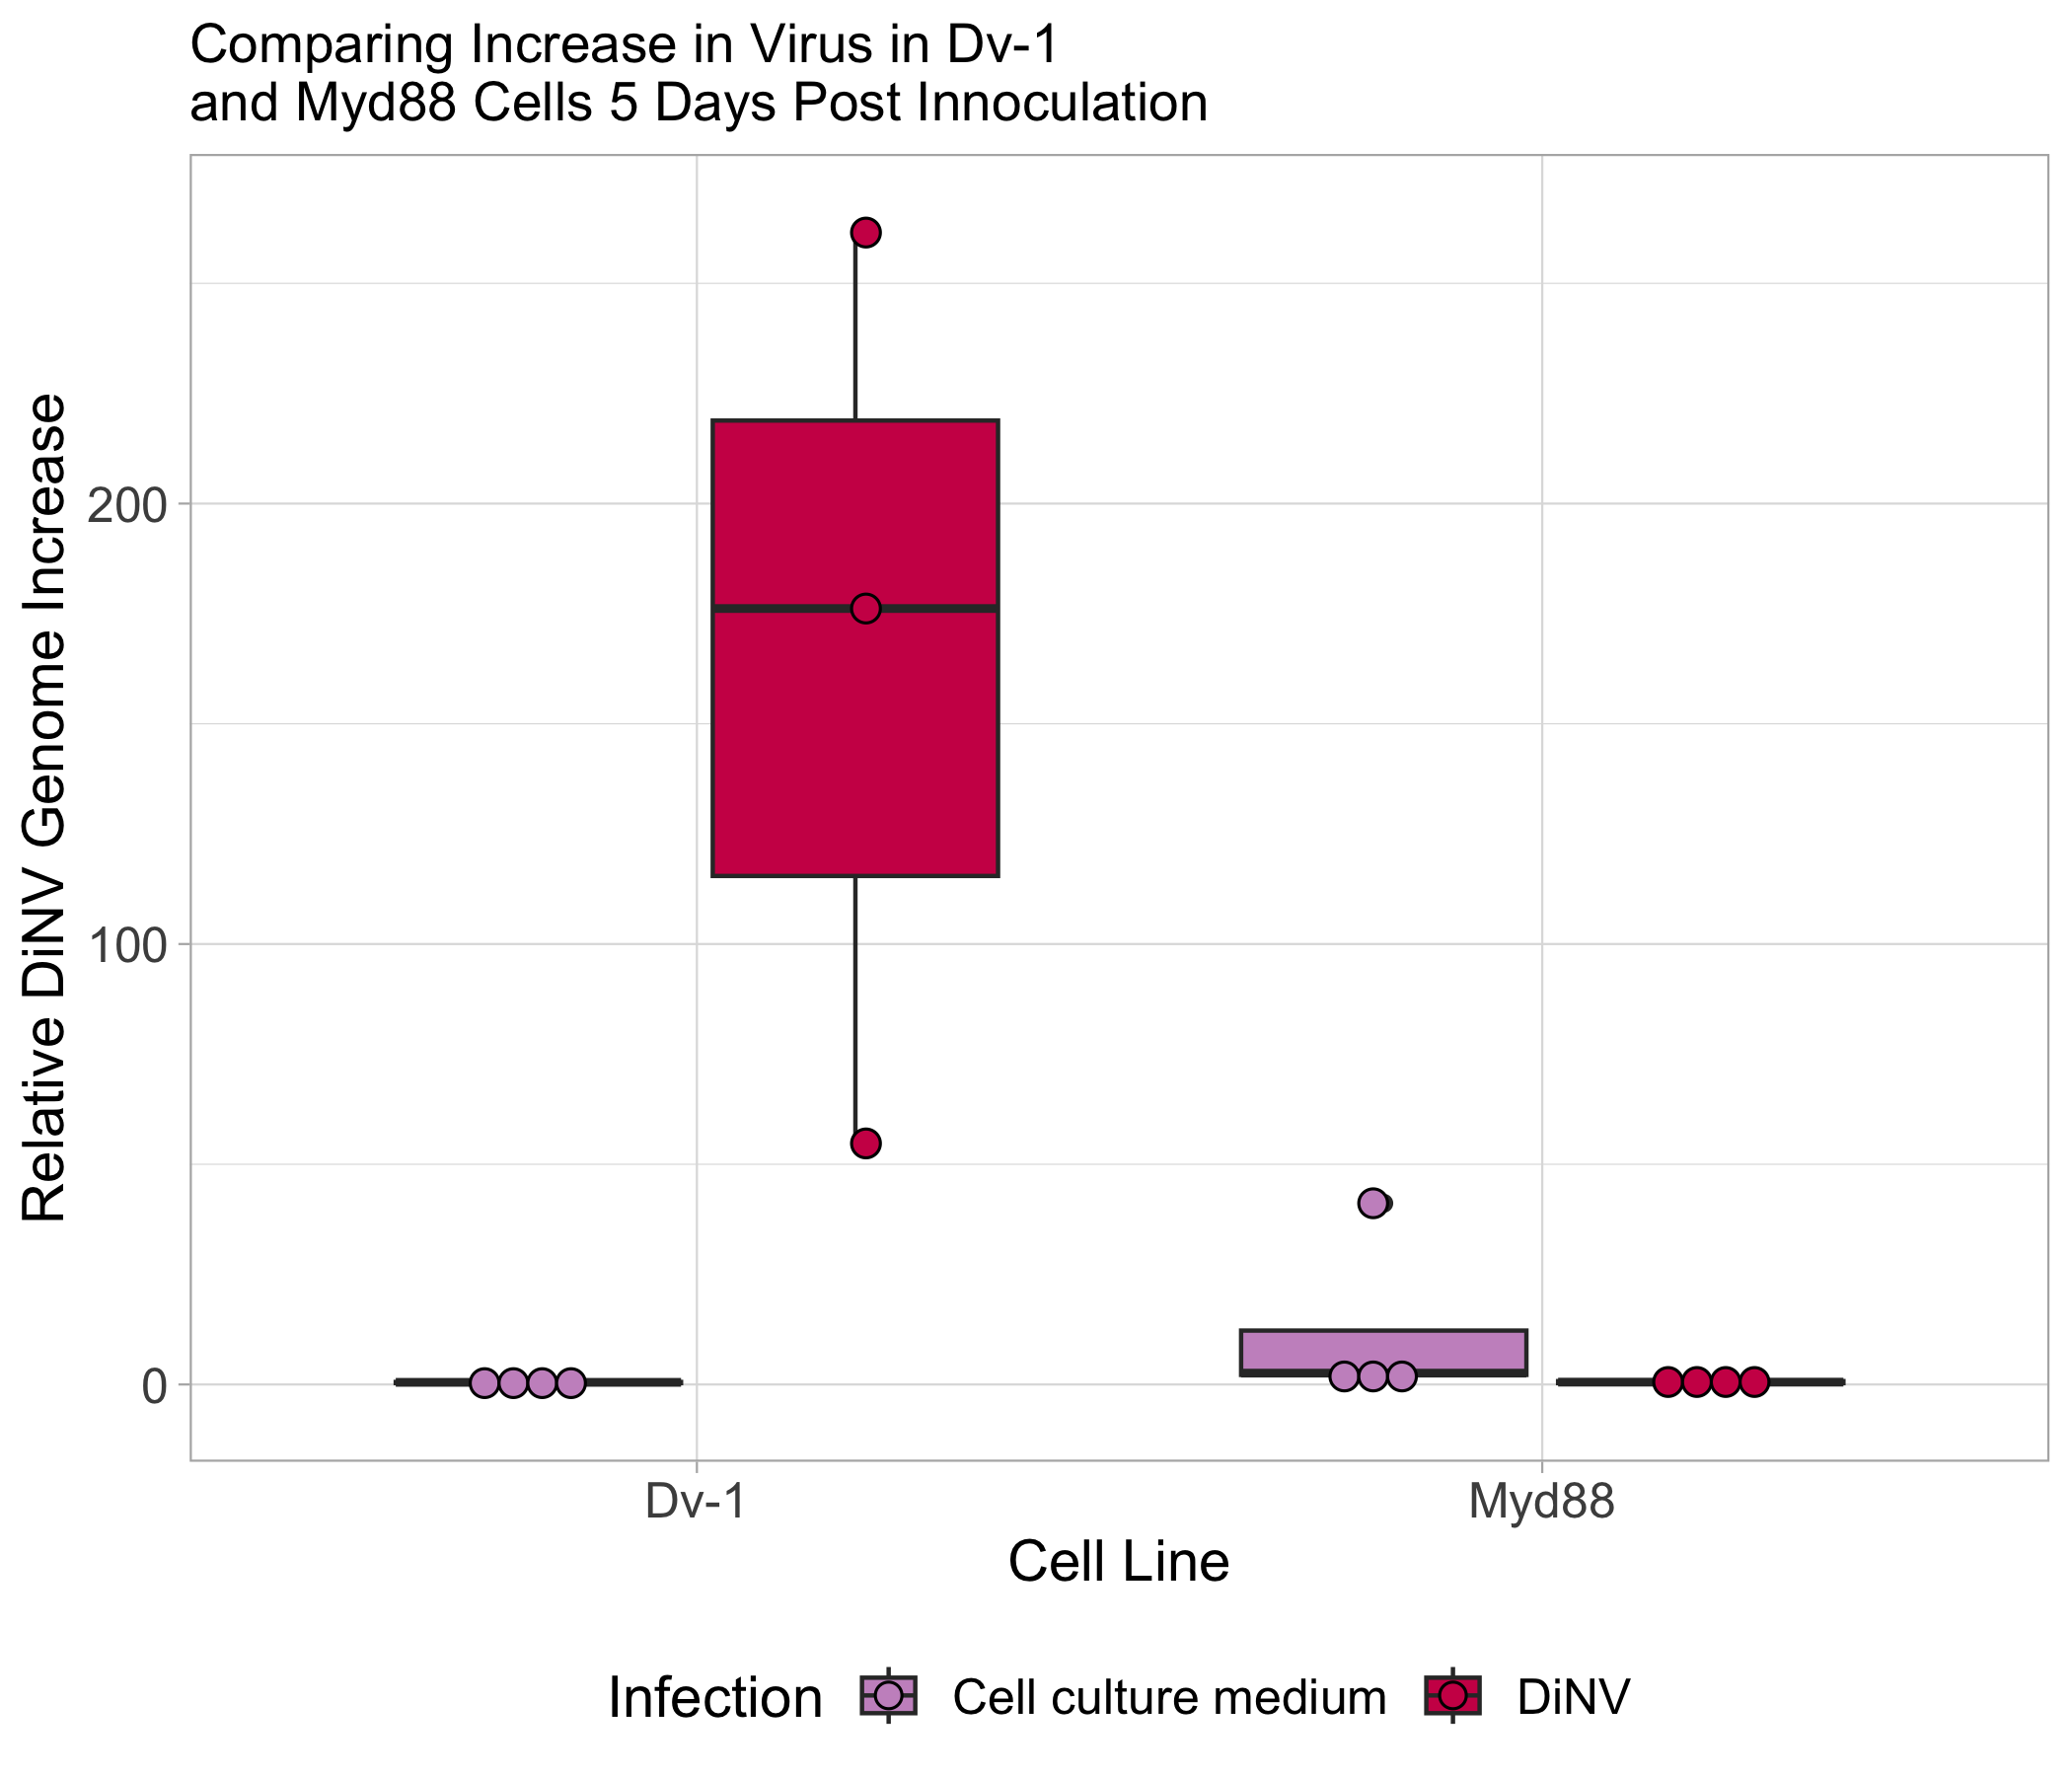 Comparing Increase in Virus in Dv-1
and Myd88 Cells 5 Days Post Innoculation
Relative DiNV Genome Increase
200
100
0
Dv-1
Myd88
Cell Line
Infection
Cell culture medium
DiNV